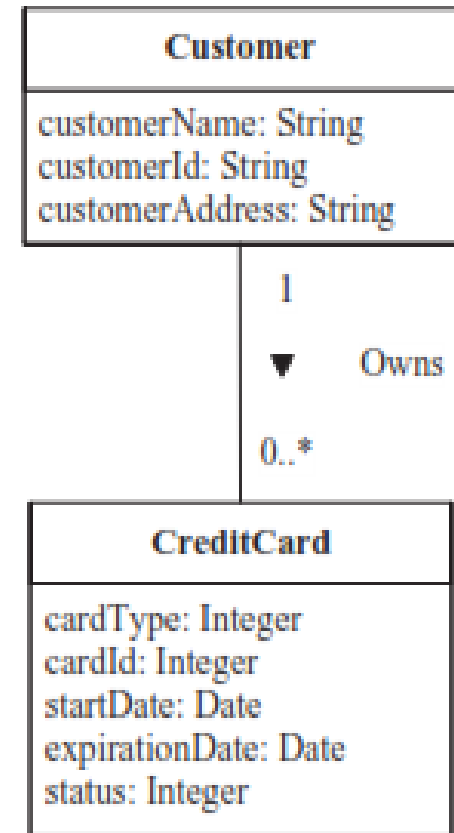 Customer
customerName: String
customerId: String
customerAddress: String
1
Owns
0..*
CreditCard
cardType: Integer
cardId: Integer
startDate: Date
expirationDate: Date
status: Integer